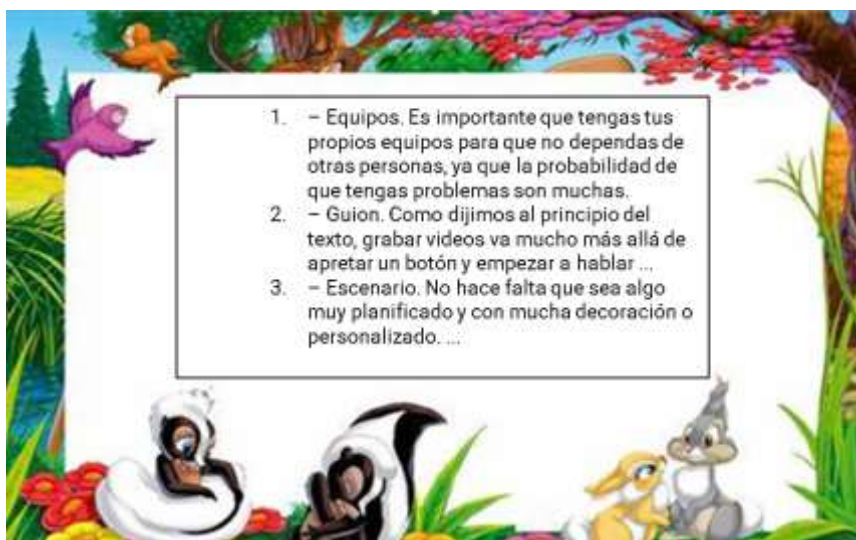 1. – Equipos. Es importante que tengas tus
propios equipos para que no dependas de
otras personas, ya que la probabilidad de
que tengas problemas son muchas.
2. – Guion. Como dijimos al principio del
texto, grabar videos va mucho más allá de
apretar un botón y empezar a hablar ...
3. – Escenario. No hace falta que sea algo
muy planificado y con mucha decoración o
personalizado. ...